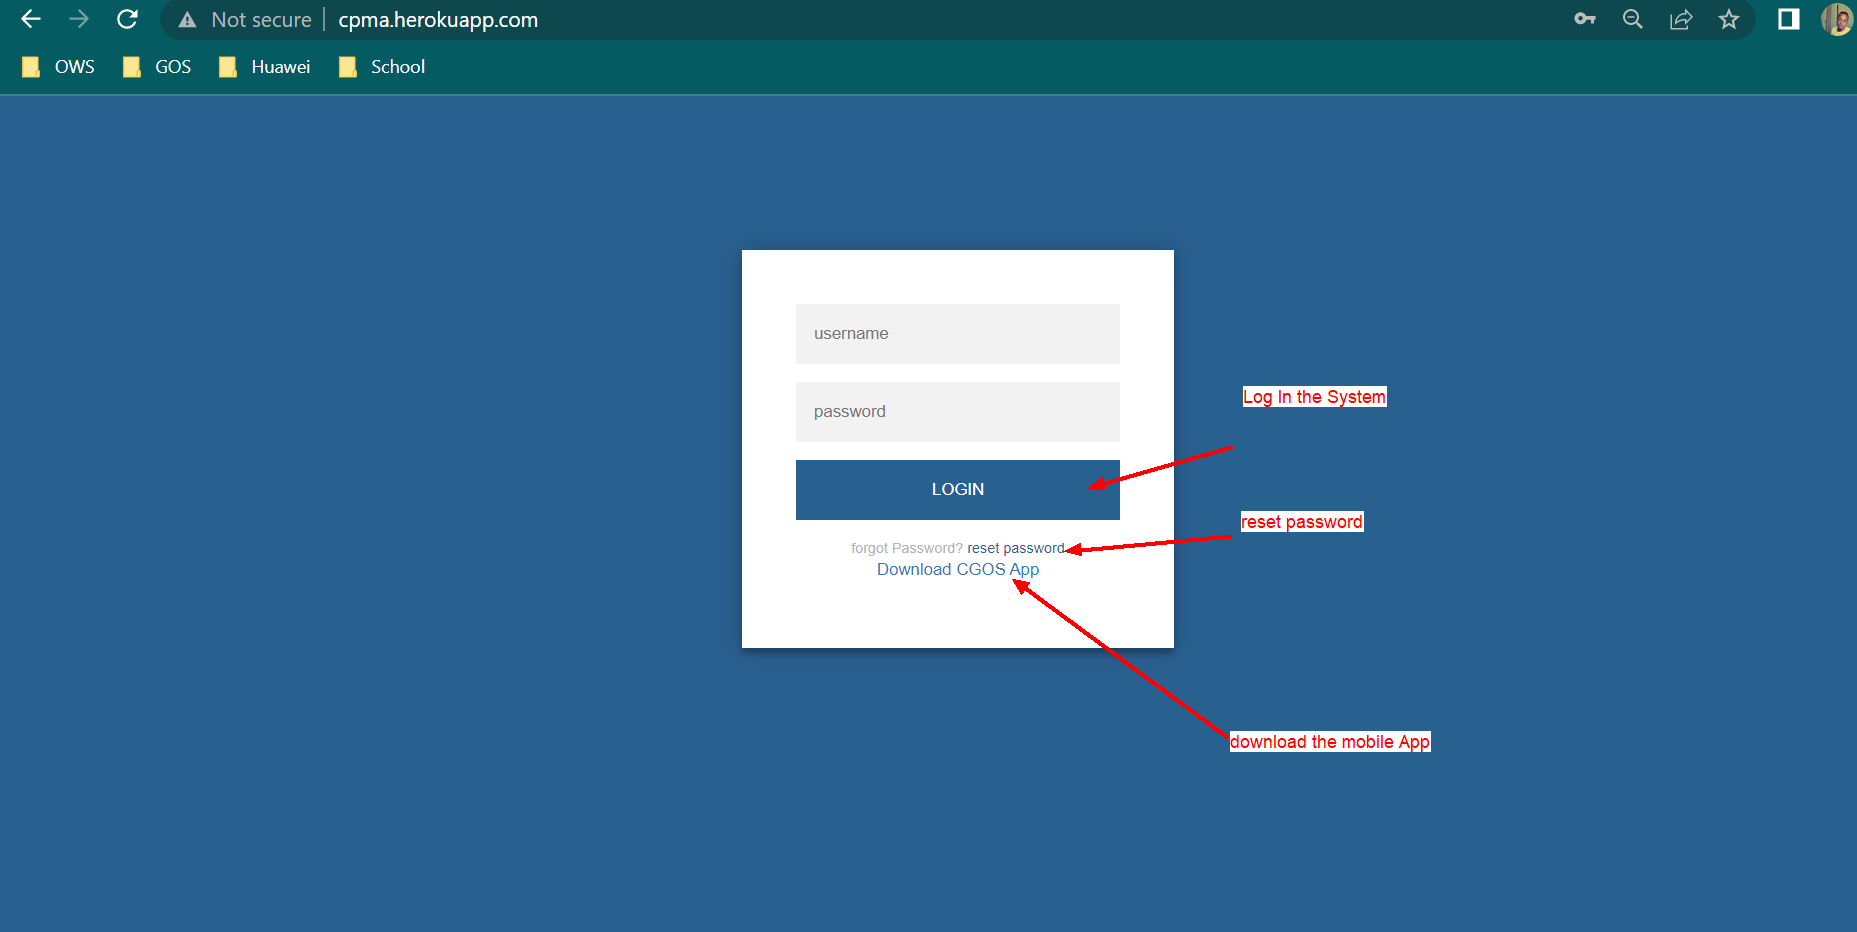 Not secure cpma.herokuapp.com
OWS GOS Huawei School
username
Log In the System
password
LOGIN
reset password
forgot Password? reset password
Download CGOS App
download the mobile App